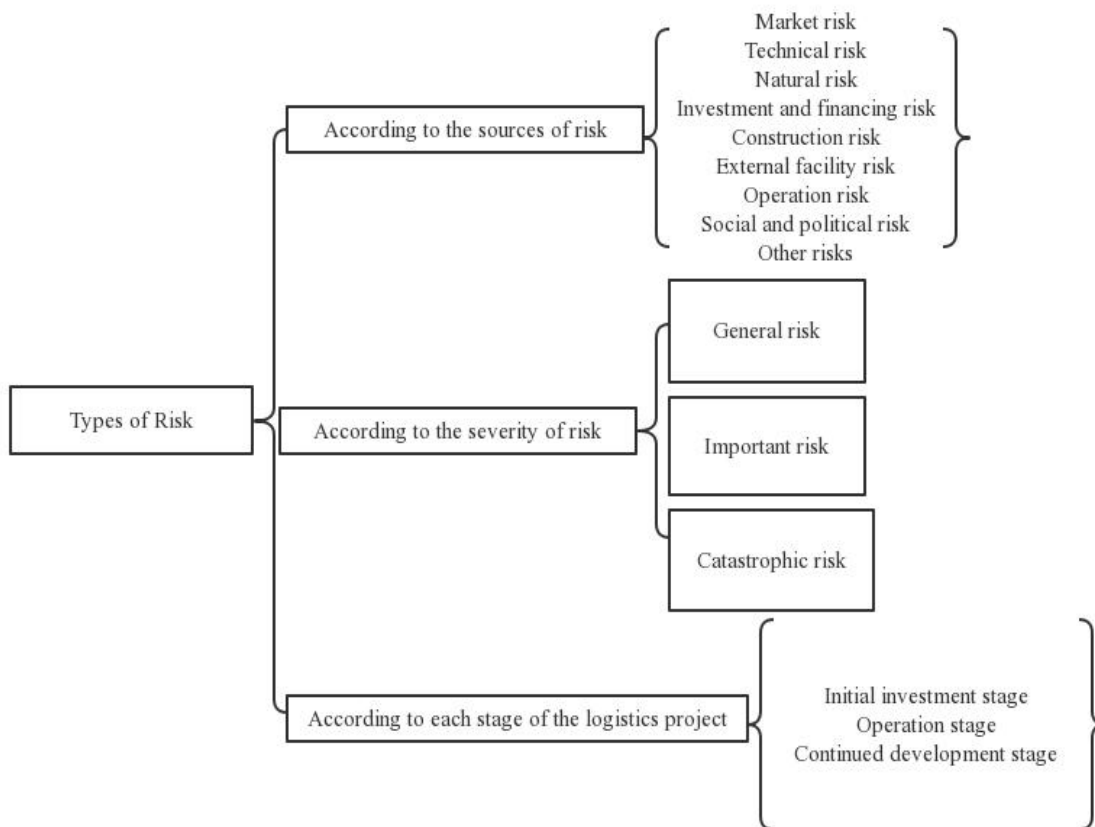 Types of Risk
According to the sources of risk
Market risk
Technical risk
Natural risk
Investment and financing risk
Construction risk
External facility risk
Operation risk
Social and political risk
Other risks
According to the severity of risk
General risk
Important risk
Catastrophic risk
According to each stage of the logistics project
Initial investment stage
Operation stage
Continued development stage